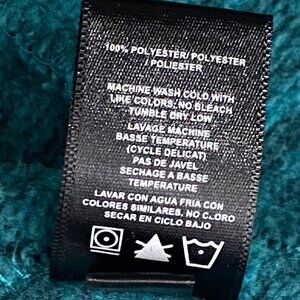 100% POLYESTER/ POLYESTER
/ POLIESTER
MACHINE WASH COLD WITH
LIKE COLORS; NO BLEACH
TUMBLE DRY LOW
LAVAGE MACHINE
BASSE TEMPERATURE
(CYCLE DELICAT)
PAS DE JAVEL
SECHAGE A BASSE
TEMPERATURE
LAVAR CON AGUA FRIA CON
COLORES SIMILARES, NO CLORO
SECAR EN CICLO BAJO